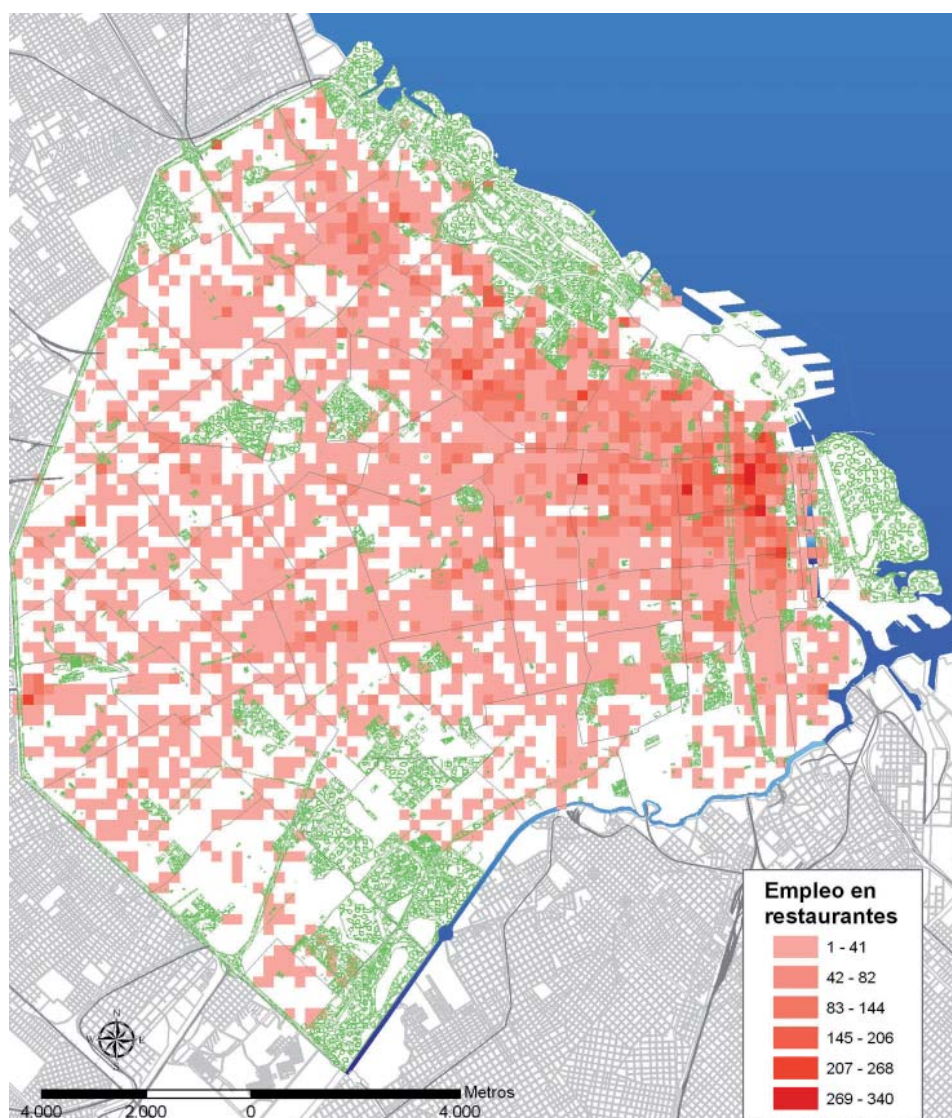 Empleo en
restaurantes
1 - 41
42 - 82
83 - 144
145 - 206
207 - 268
269 - 340
N
W E
S
Metros
4.000 2.000 0 4.000